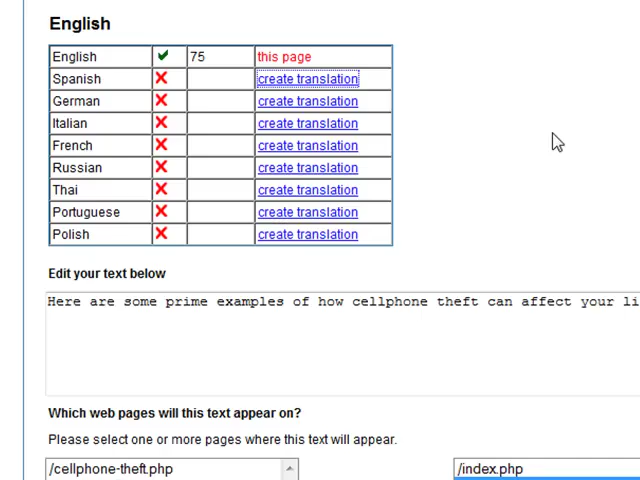 English
English 75 this page
Spanish create translation
German create translation
Italian create translation
French create translation
Russian create translation
Thai create translation
Portuguese create translation
Polish create translation
Edit your text below
Here are some prime examples of how cellphone theft can affect your li
Which web pages will this text appear on?
Please select one or more pages where this text will appear.
/cellphone-theft.php /index.php